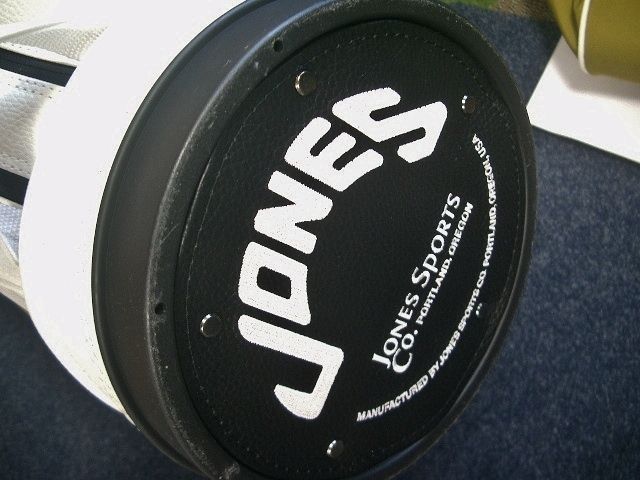 JONES
JONES SPORTS
CO. PORTLAND, OREGON
MANUFACTURED BY JONES SPORTS CO. PORTLAND, OREGON, USA